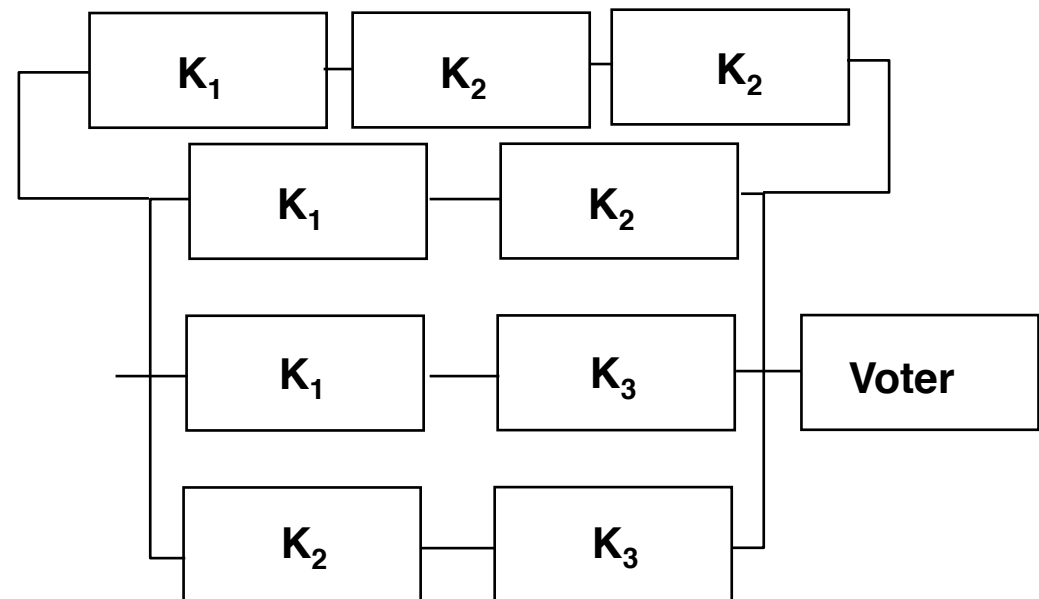 K₁ K₂ K₂
K₁ K₂
K₁ K₃ Voter
K₂ K₃